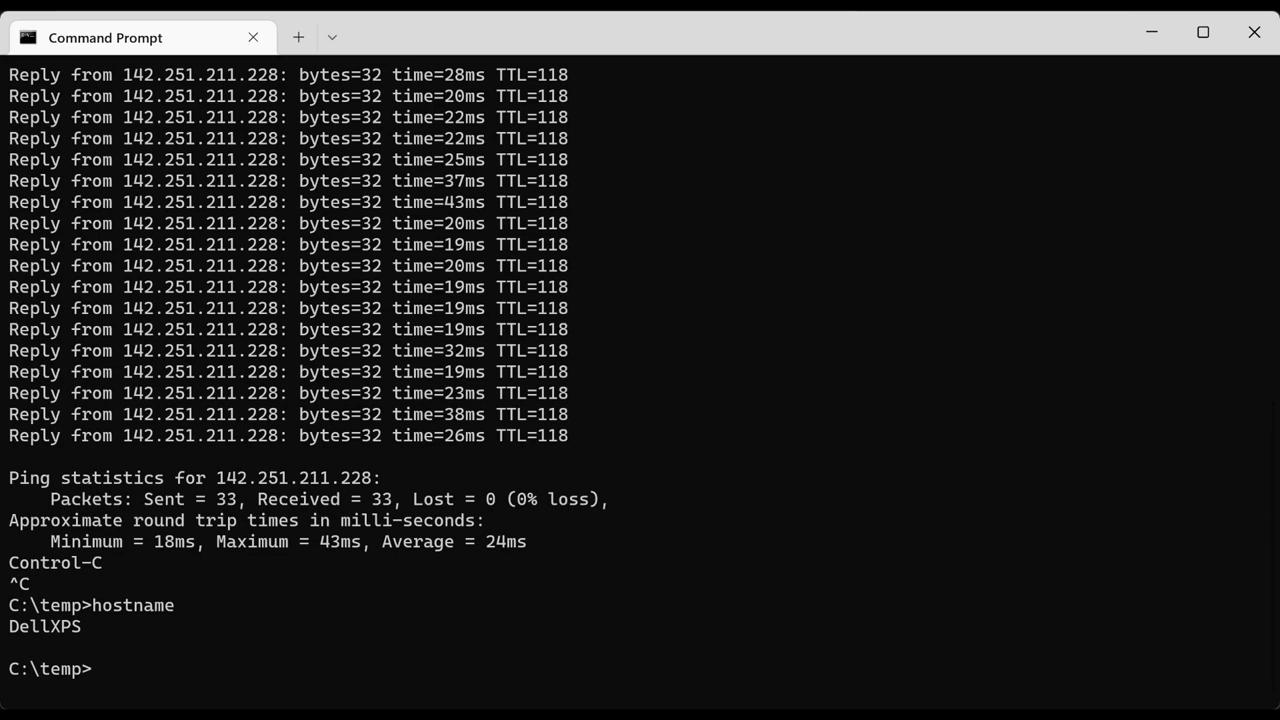 Command Prompt
Reply from 142.251.211.228: bytes=32 time=28ms TTL=118
Reply from 142.251.211.228: bytes=32 time=20ms TTL=118
Reply from 142.251.211.228: bytes=32 time=22ms TTL=118
Reply from 142.251.211.228: bytes=32 time=22ms TTL=118
Reply from 142.251.211.228: bytes=32 time=25ms TTL=118
Reply from 142.251.211.228: bytes=32 time=37ms TTL=118
Reply from 142.251.211.228: bytes=32 time=43ms TTL=118
Reply from 142.251.211.228: bytes=32 time=20ms TTL=118
Reply from 142.251.211.228: bytes=32 time=19ms TTL=118
Reply from 142.251.211.228: bytes=32 time=20ms TTL=118
Reply from 142.251.211.228: bytes=32 time=19ms TTL=118
Reply from 142.251.211.228: bytes=32 time=19ms TTL=118
Reply from 142.251.211.228: bytes=32 time=19ms TTL=118
Reply from 142.251.211.228: bytes=32 time=32ms TTL=118
Reply from 142.251.211.228: bytes=32 time=19ms TTL=118
Reply from 142.251.211.228: bytes=32 time=23ms TTL=118
Reply from 142.251.211.228: bytes=32 time=38ms TTL=118
Reply from 142.251.211.228: bytes=32 time=26ms TTL=118

Ping statistics for 142.251.211.228:
    Packets: Sent = 33, Received = 33, Lost = 0 (0% loss),
Approximate round trip times in milli-seconds:
    Minimum = 18ms, Maximum = 43ms, Average = 24ms
Control-C
^C
C:\temp>hostname
DellXPS

C:\temp>